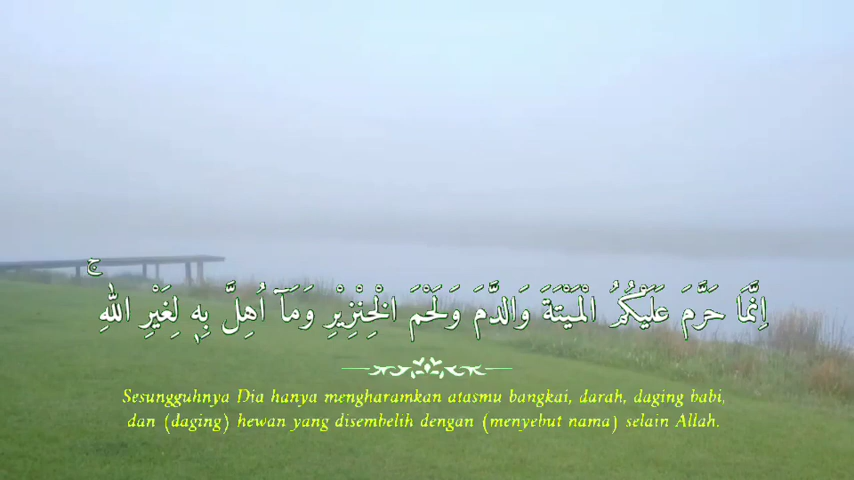 اِنَّمَا حَرَّمَ عَلَيْكُمُ الْمَيْتَةَ وَالدَّمَ وَلَحْمَ الْخِنْزِيْرِ وَمَآ اُهِلَّ بِهٖ لِغَيْرِ اللّٰهِ ۚ
Sesungguhnya Dia hanya mengharamkan atasmu bangkai, darah, daging babi,
dan (daging) hewan yang disembelih dengan (menyebut nama) selain Allah.